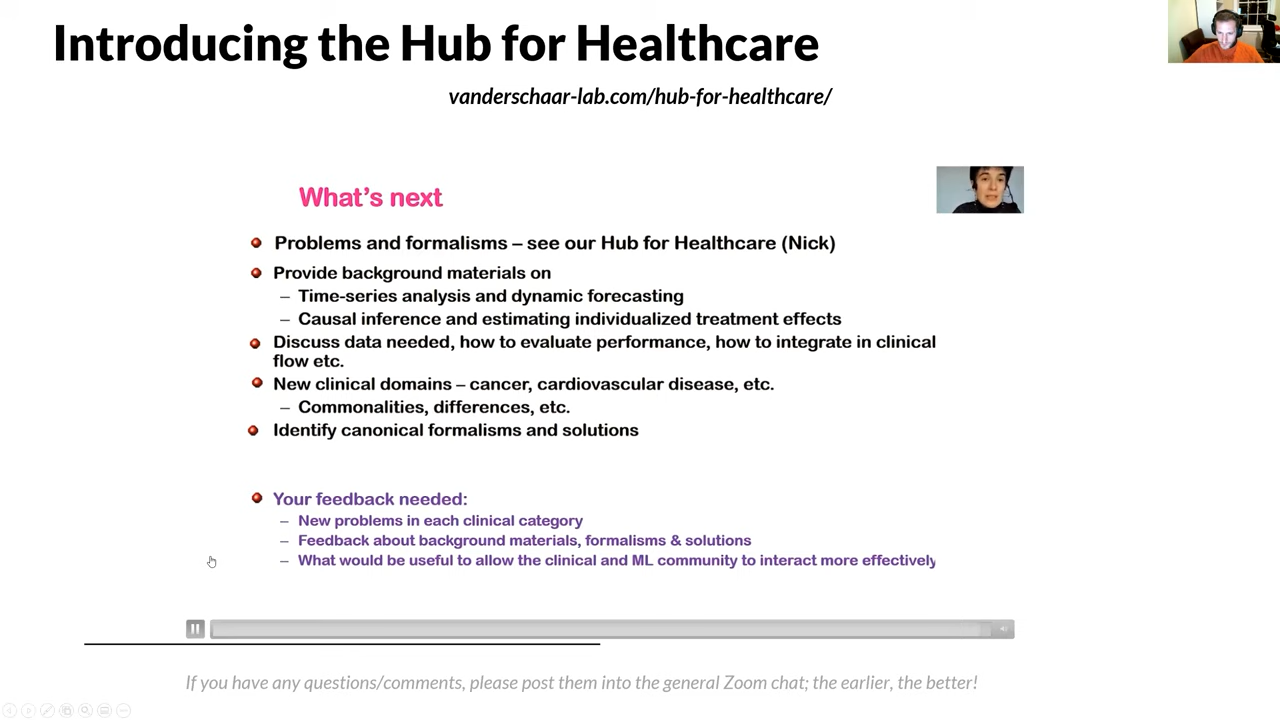 Introducing the Hub for Healthcare
vanderschaar-lab.com/hub-for-healthcare/
What's next
Problems and formalisms – see our Hub for Healthcare (Nick)
Provide background materials on
– Time-series analysis and dynamic forecasting
– Causal inference and estimating individualized treatment effects
Discuss data needed, how to evaluate performance, how to integrate in clinical
flow etc.
New clinical domains – cancer, cardiovascular disease, etc.
– Commonalities, differences, etc.
Identify canonical formalisms and solutions
Your feedback needed:
– New problems in each clinical category
– Feedback about background materials, formalisms & solutions
– What would be useful to allow the clinical and ML community to interact more effectively
If you have any questions/comments, please post them into the general Zoom chat; the earlier, the better!